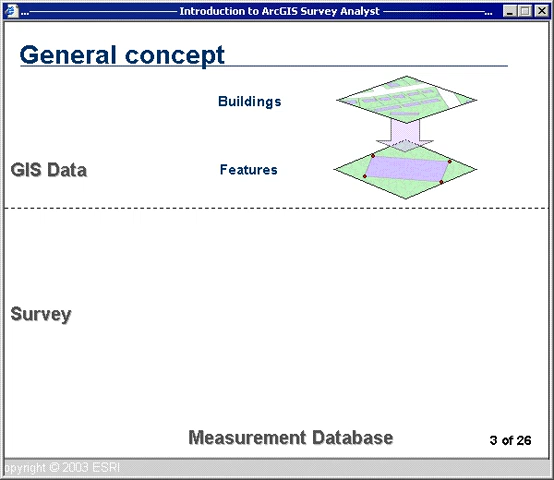 ... Introduction to ArcGIS Survey Analyst ...
General concept
Buildings
GIS Data
Features
Survey
Measurement Database
3 of 26
opyright © 2003 ESRI